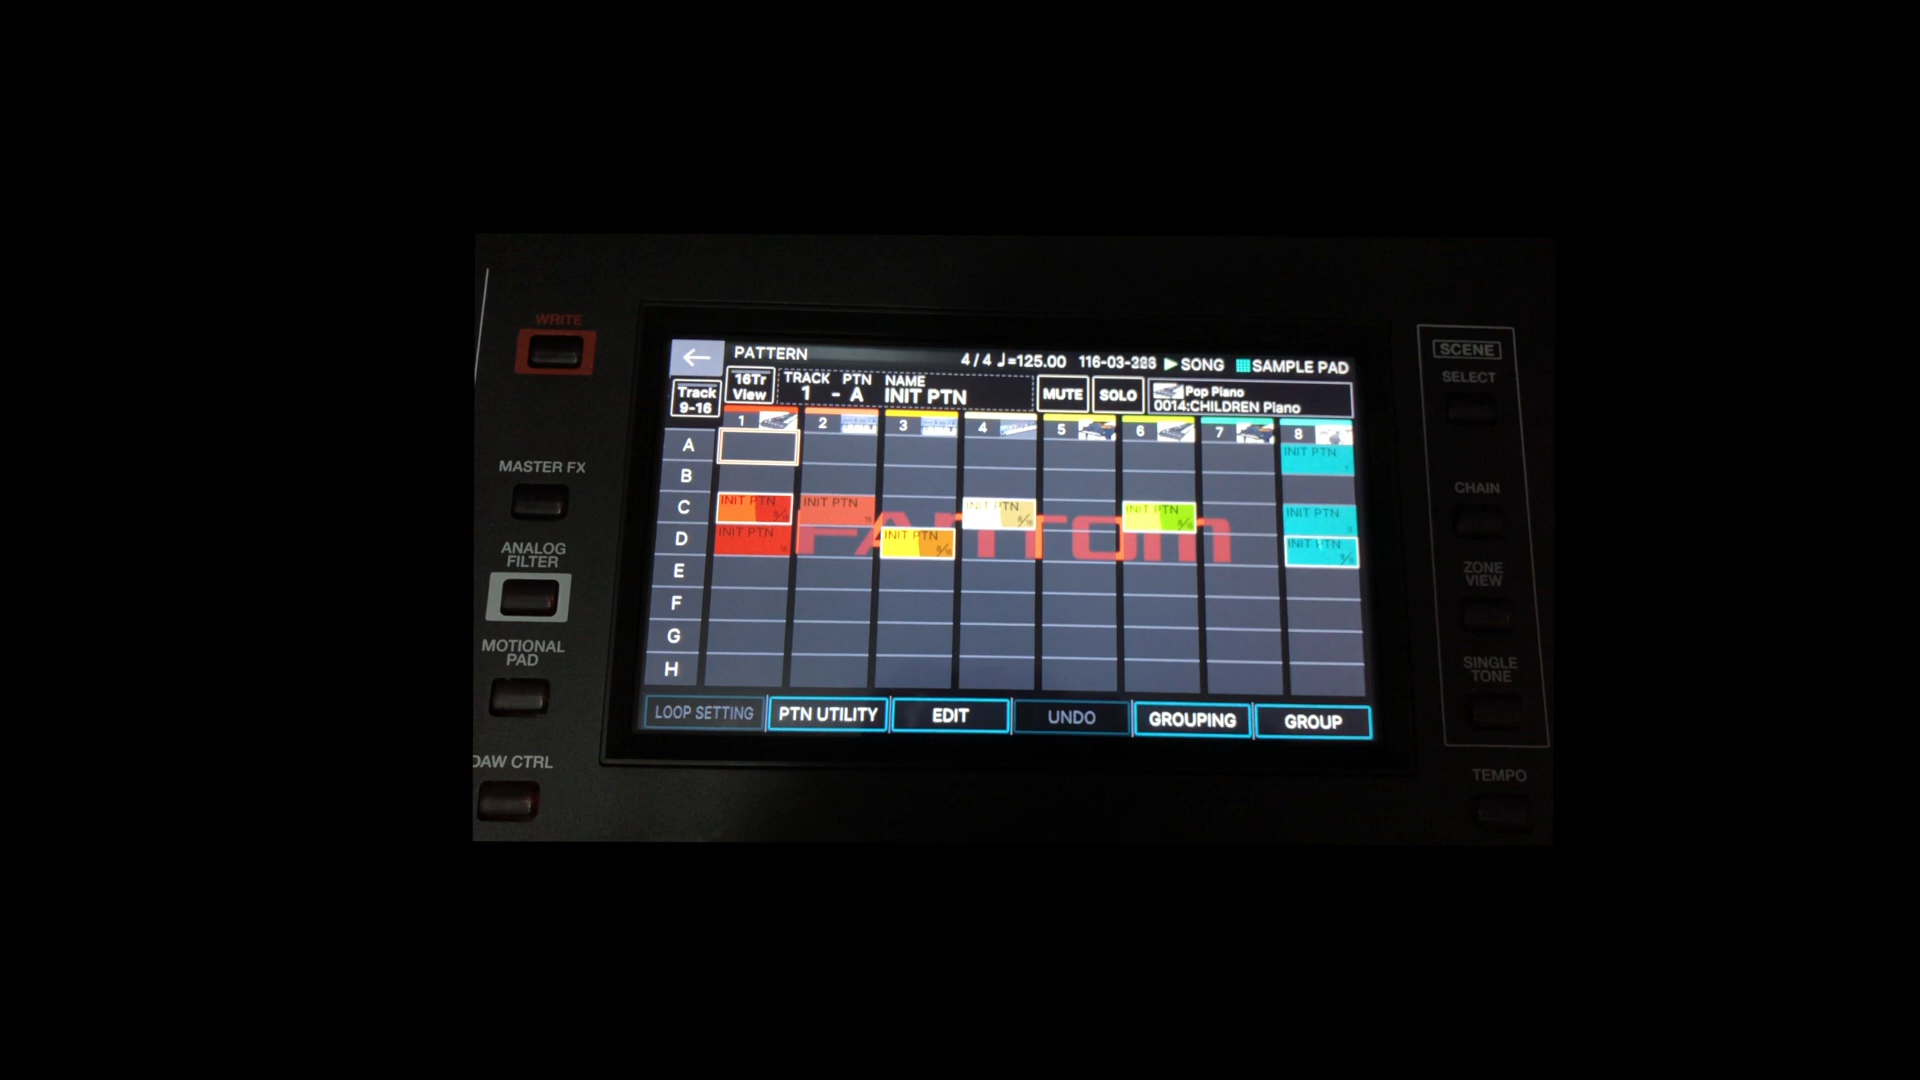 WRITE
MASTER FX
ANALOG
FILTER
MOTIONAL
PAD
DAW CTRL
PATTERN
4/4 ♩=125.00 SONG SAMPLE PAD
Track
9-16
16Tr
View
TRACK PTN NAME
1 - A INIT PTN
MUTE SOLO
Pop Piano
0014:CHILDREN Piano
1 2 3 4 5 6 7 8
A INIT PTN
B
C INIT PTN INIT PTN INIT PTN INIT PTN INIT PTN
D INIT PTN INIT PTN INIT PTN
FANTOM
E
F
G
H
LOOP SETTING PTN UTILITY EDIT UNDO GROUPING GROUP
SCENE
SELECT
CHAIN
ZONE
VIEW
SINGLE
TONE
TEMPO